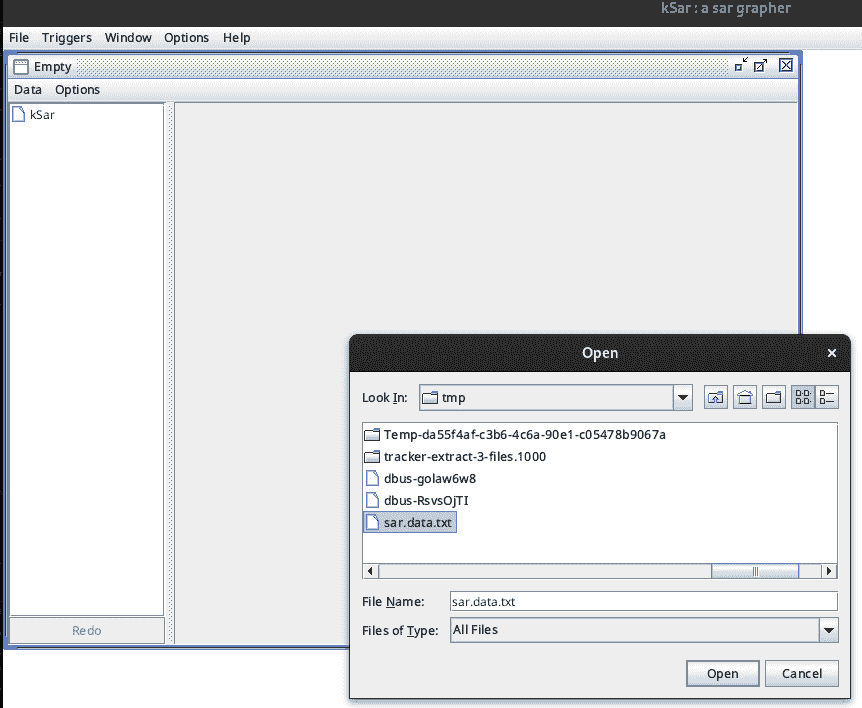 kSar : a sar grapher
File Triggers Window Options Help
Empty
Data Options
kSar
Redo
Open
Look In: tmp
Temp-da55f4af-c3b6-4c6a-90e1-c05478b9067a
tracker-extract-3-files.1000
dbus-golaw6w8
dbus-RsvsOjTI
sar.data.txt
File Name: sar.data.txt
Files of Type: All Files
Open Cancel